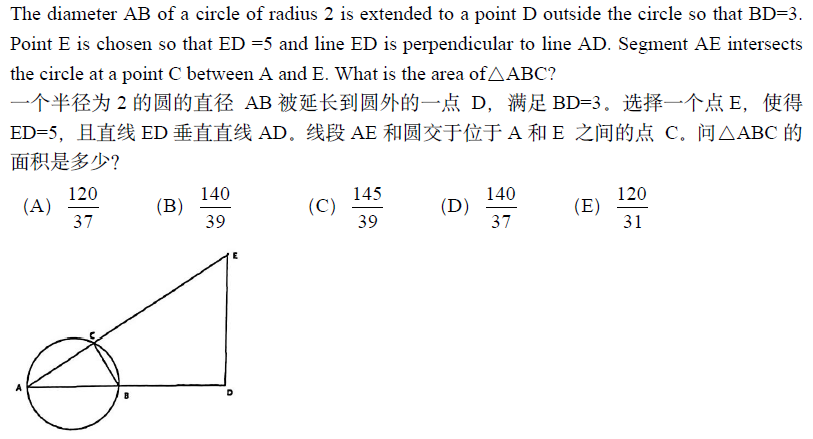 The diameter AB of a circle of radius 2 is extended to a point D outside the circle so that BD=3.
Point E is chosen so that ED =5 and line ED is perpendicular to line AD. Segment AE intersects
the circle at a point C between A and E. What is the area of△ABC?
一个半径为 2 的圆的直径 AB 被延长到圆外的一点 D，满足 BD=3。选择一个点 E，使得
ED=5，且直线 ED 垂直直线 AD。线段 AE 和圆交于位于 A 和 E 之间的点 C。问△ABC 的
面积是多少?
(A) 120/37 (B) 140/39 (C) 145/39 (D) 140/37 (E) 120/31
E
C
A
B
D